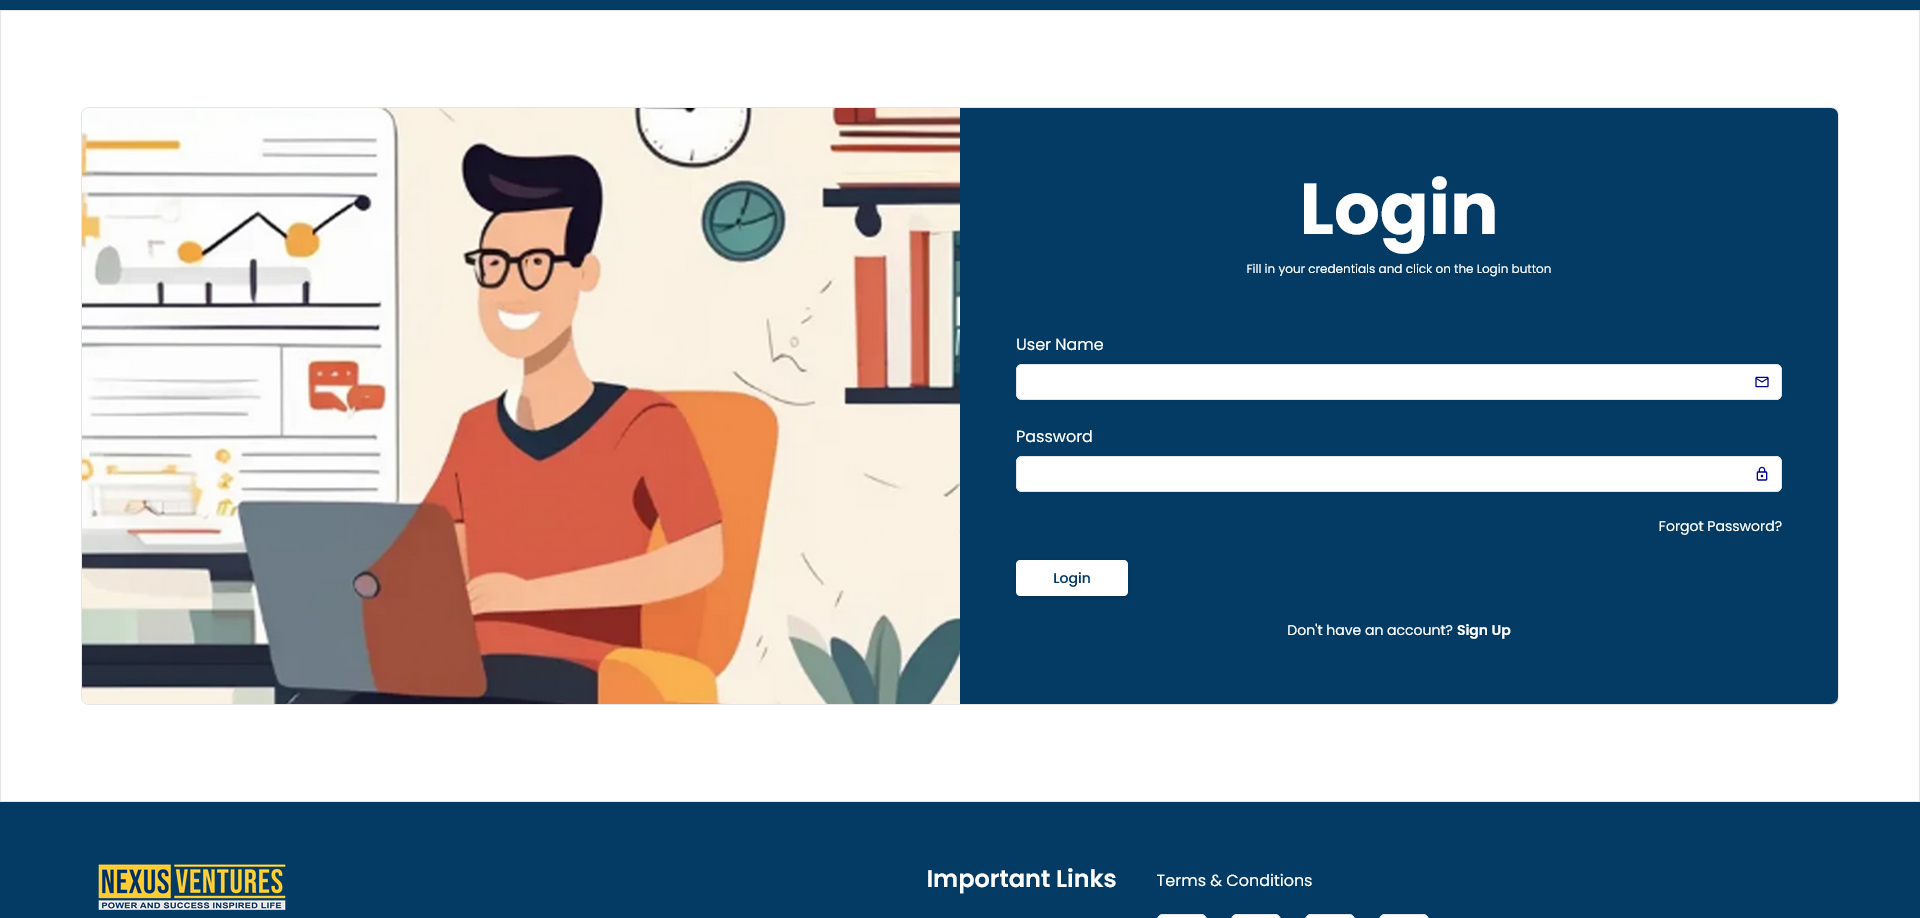 Login
Fill in your credentials and click on the Login button
User Name
Password
Forgot Password?
Login
Don't have an account? Sign Up
NEXUS VENTURES
POWER AND SUCCESS INSPIRED LIFE
Important Links
Terms & Conditions